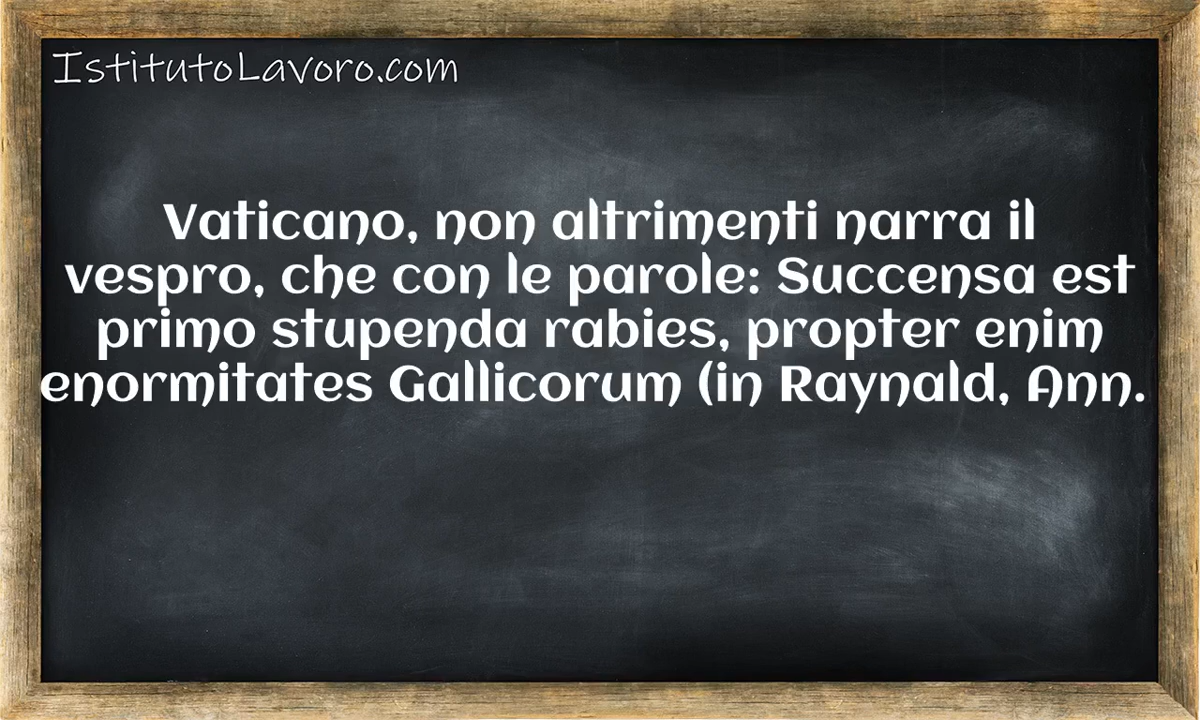 IstitutoLavoro.com
Vaticano, non altrimenti narra il
vespro, che con le parole: Succensa est
primo stupenda rabies, propter enim
enormitates Gallicorum (in Raynald, Ann.